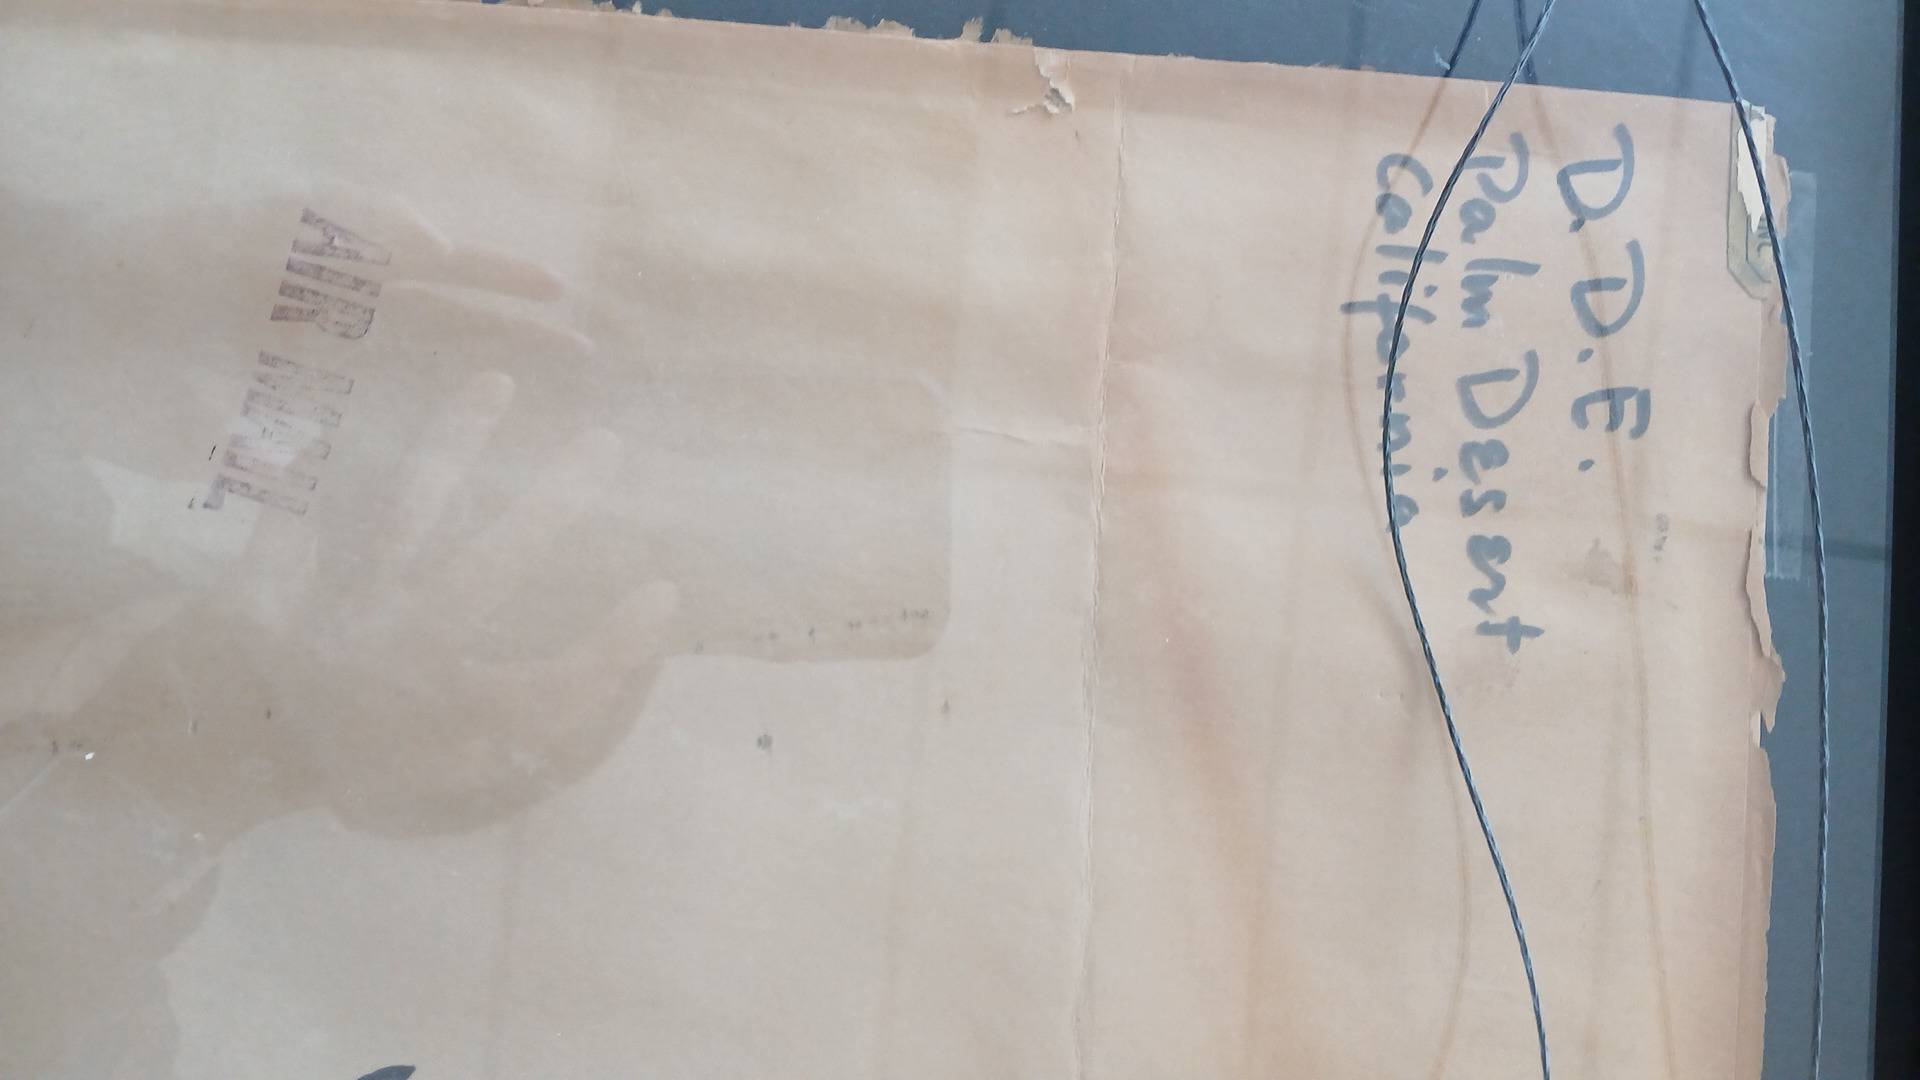 D.D.E.
Palm Desert
California
AIR MAIL